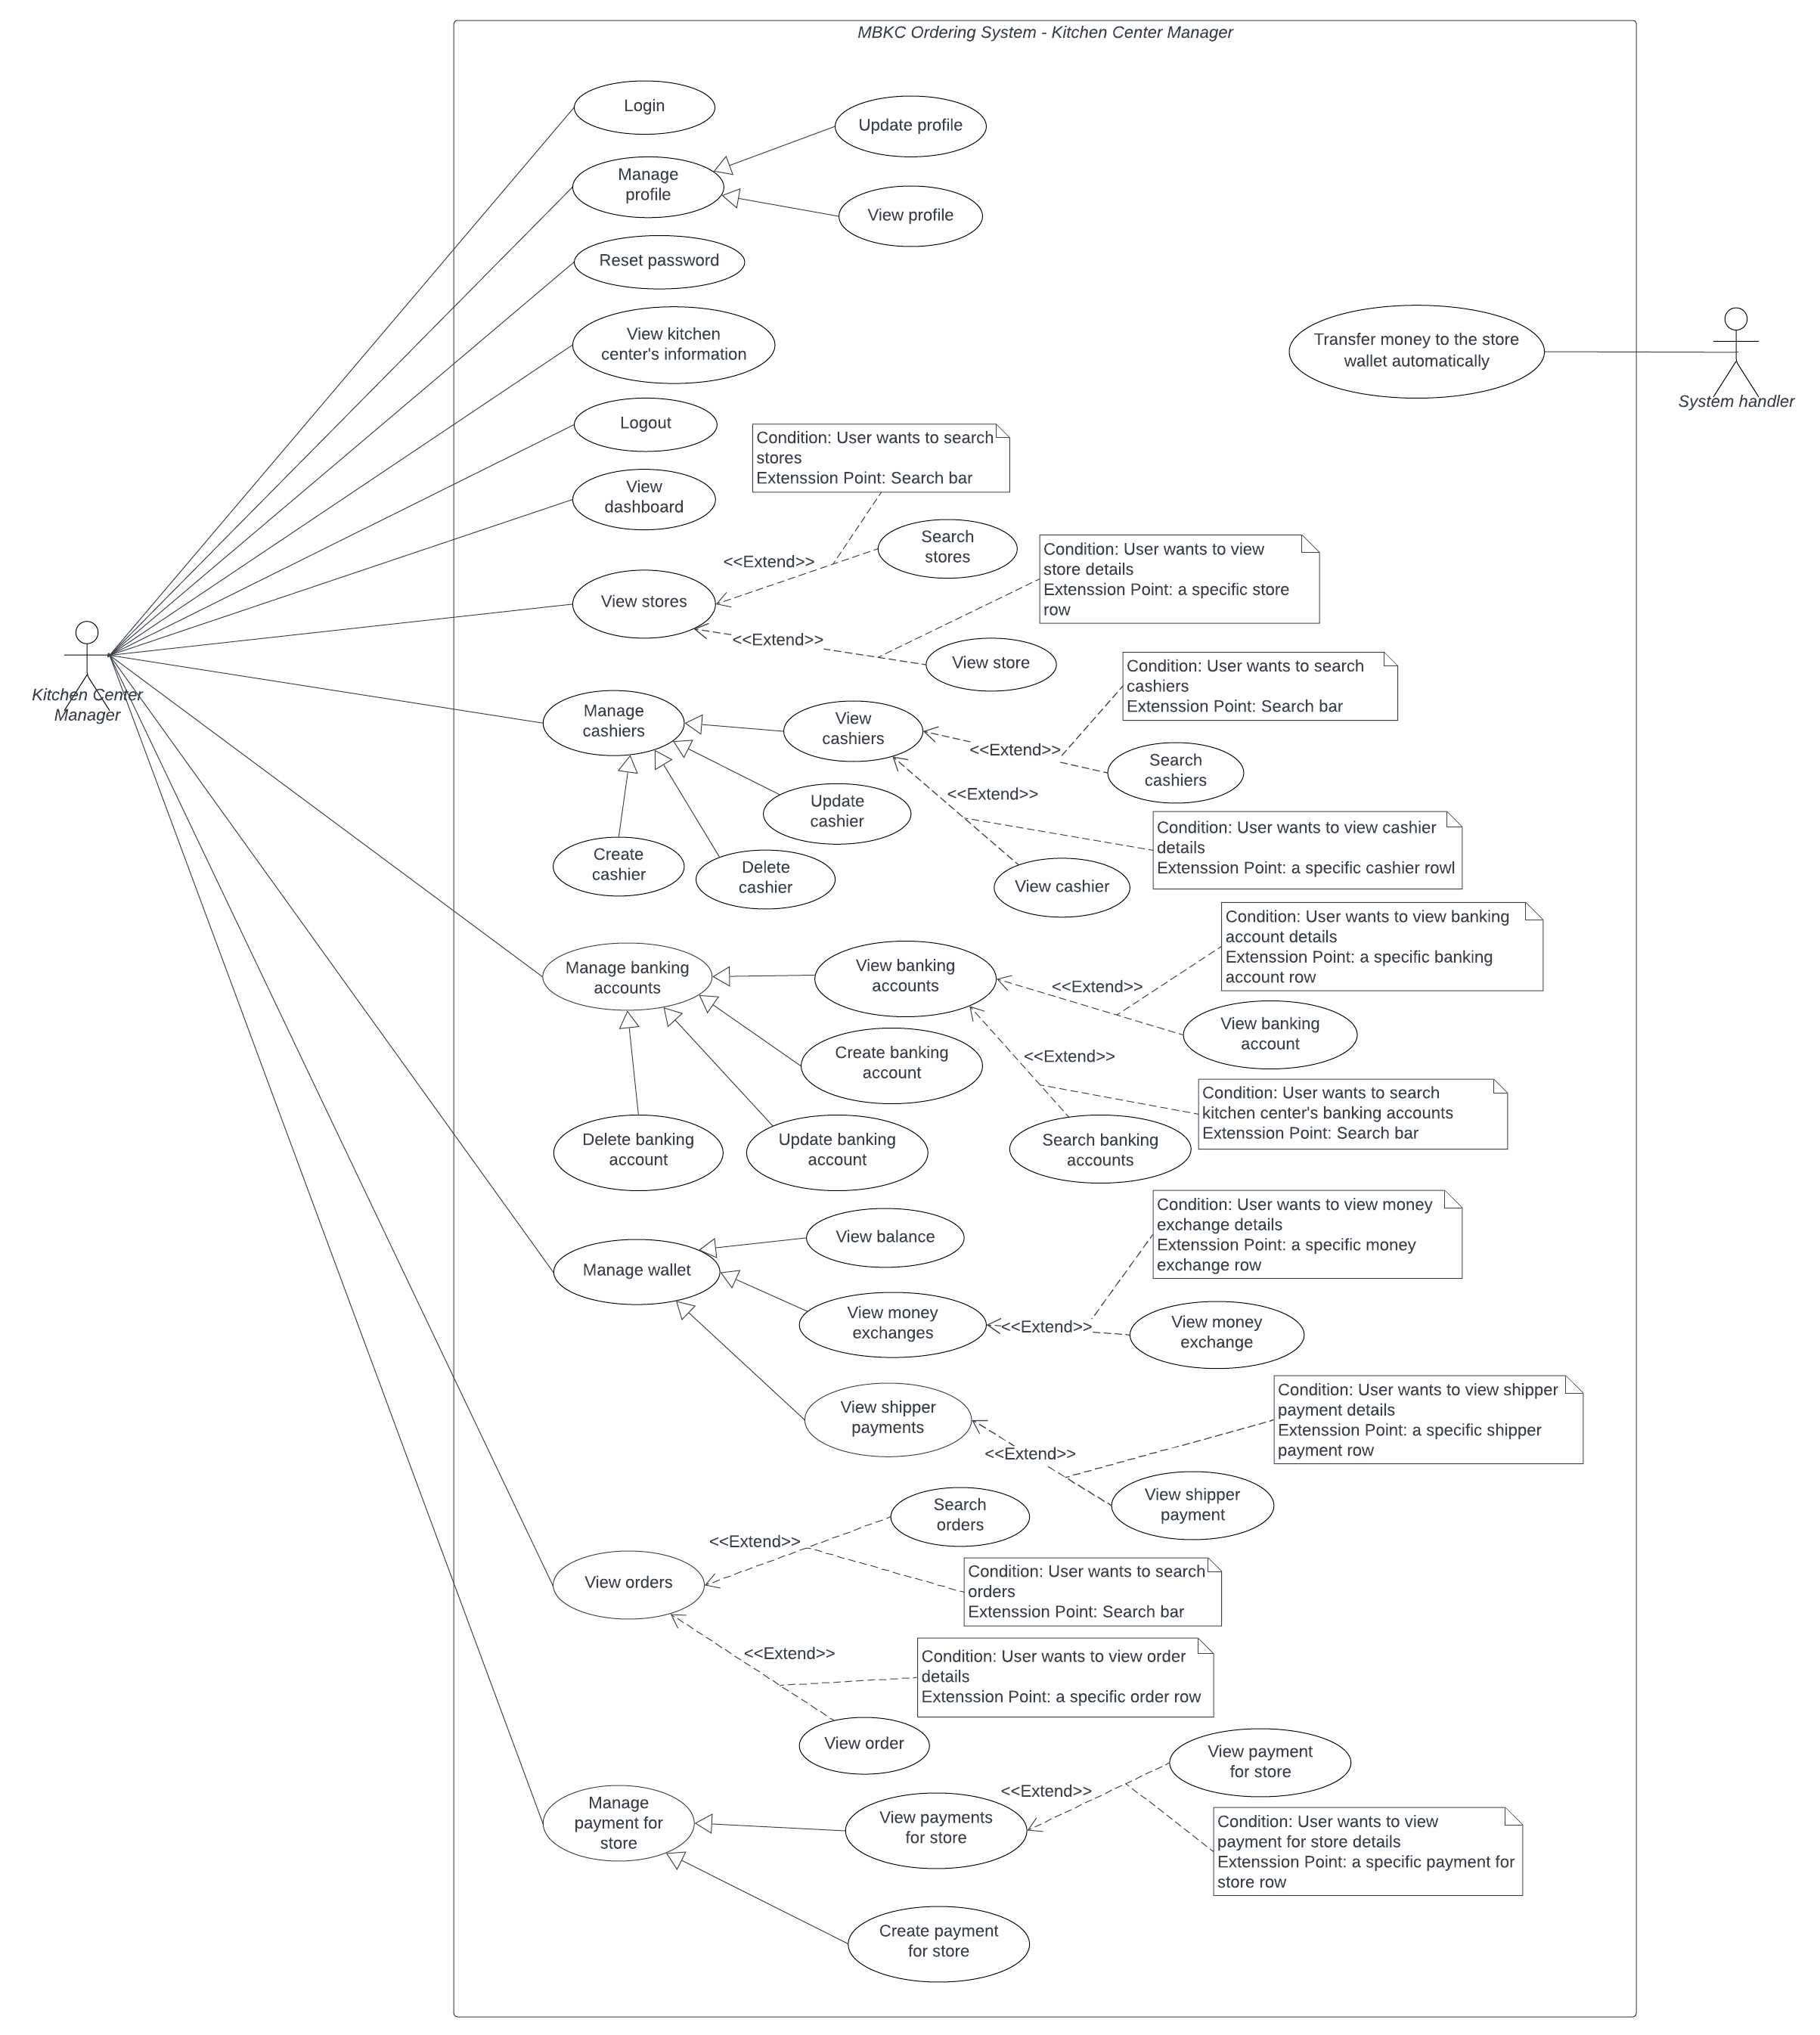 MBKC Ordering System - Kitchen Center Manager
Login
Update profile
Manage
profile
View profile
Reset password
View kitchen
center's information
Transfer money to the store
wallet automatically
System handler
Logout
Condition: User wants to search
stores
Extenssion Point: Search bar
View
dashboard
Search
stores
<<Extend>>
Condition: User wants to view
store details
Extenssion Point: a specific store
row
View stores
<<Extend>>
View store
Kitchen Center
Manager
Condition: User wants to search
cashiers
Extenssion Point: Search bar
Manage
cashiers
View
cashiers
<<Extend>>
Search
cashiers
<<Extend>>
Update
cashier
Condition: User wants to view cashier
details
Extenssion Point: a specific cashier rowl
Create
cashier
Delete
cashier
View cashier
Condition: User wants to view banking
account details
Extenssion Point: a specific banking
account row
Manage banking
accounts
View banking
accounts
<<Extend>>
View banking
account
Create banking
account
<<Extend>>
Condition: User wants to search
kitchen center's banking accounts
Extenssion Point: Search bar
Delete banking
account
Update banking
account
Search banking
accounts
Condition: User wants to view money
exchange details
Extenssion Point: a specific money
exchange row
View balance
Manage wallet
View money
exchanges
<<Extend>>
View money
exchange
Condition: User wants to view shipper
payment details
Extenssion Point: a specific shipper
payment row
View shipper
payments
<<Extend>>
View shipper
payment
Search
orders
<<Extend>>
View orders
Condition: User wants to search
orders
Extenssion Point: Search bar
<<Extend>>
Condition: User wants to view order
details
Extenssion Point: a specific order row
View order
View payment
for store
<<Extend>>
Manage
payment for
store
View payments
for store
Condition: User wants to view
payment for store details
Extenssion Point: a specific payment for
store row
Create payment
for store